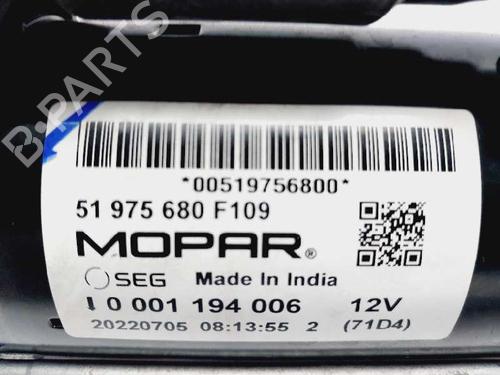 B-PARTS
*00519756800*
51 975 680 F109
MOPAR®
SEG Made In India
0 001 194 006 12V
20220705 08:13:55 2 (71D4)